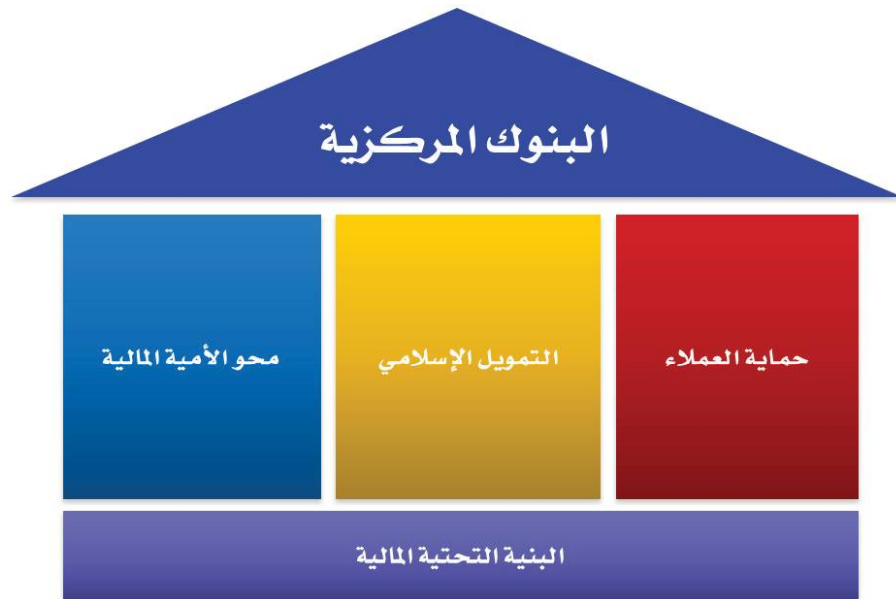 البنوك المركزية
حماية العملاء
التمويل الإسلامي
محو الأمية المالية
البنية التحتية المالية